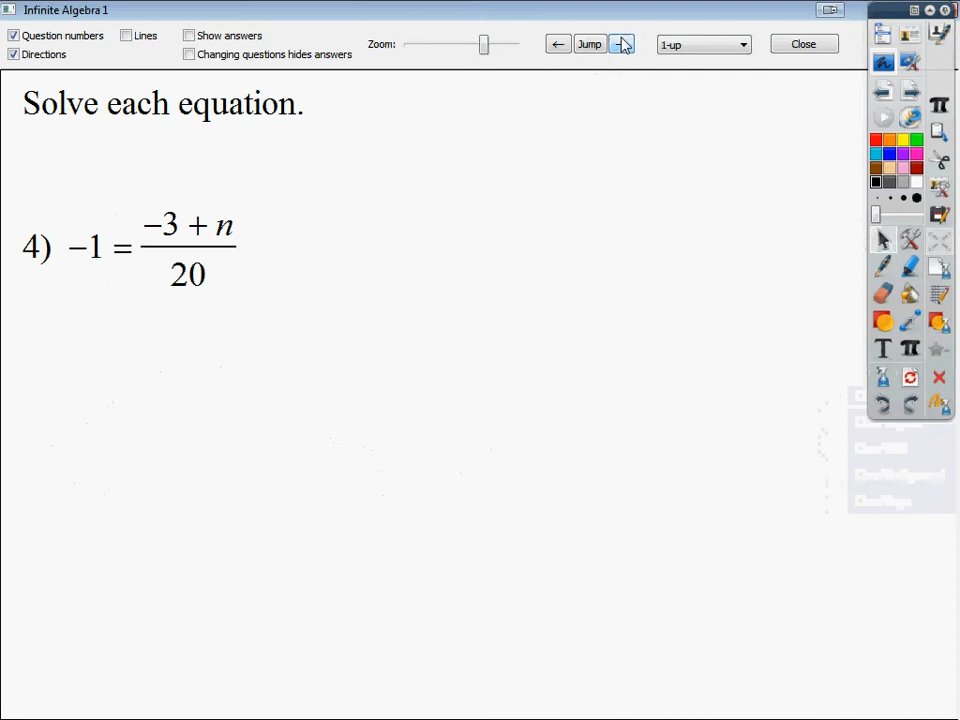 Infinite Algebra 1
Question numbers Lines Show answers Zoom: ← Jump 1-up Close
Directions Changing questions hides answers
Solve each equation.
4) −1 = (−3 + n)/20
T π
π